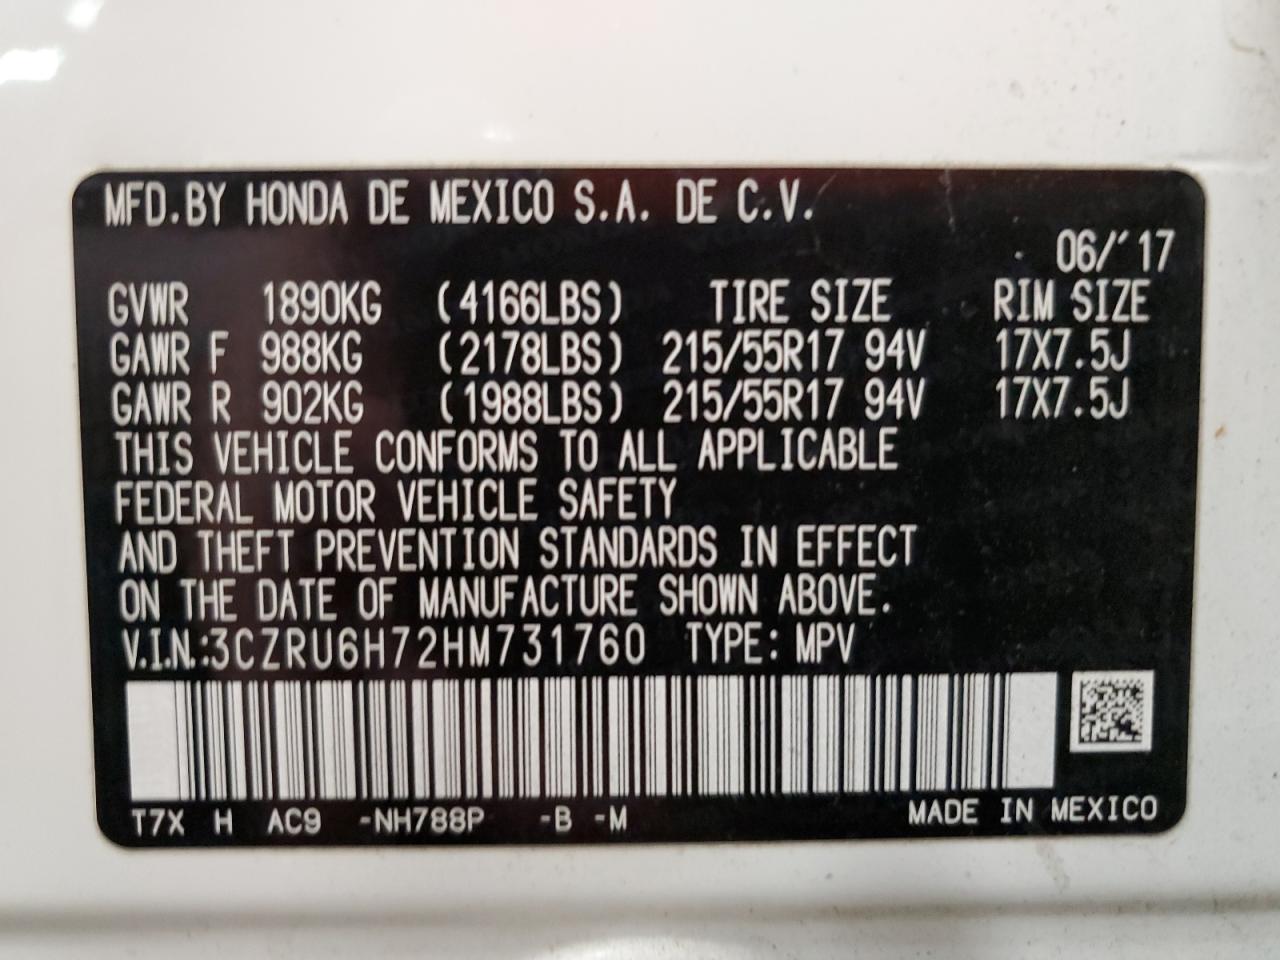 MFD.BY HONDA DE MEXICO S.A. DE C.V.
06/'17
GVWR 1890KG (4166LBS) TIRE SIZE RIM SIZE
GAWR F 988KG (2178LBS) 215/55R17 94V 17X7.5J
GAWR R 902KG (1988LBS) 215/55R17 94V 17X7.5J
THIS VEHICLE CONFORMS TO ALL APPLICABLE
FEDERAL MOTOR VEHICLE SAFETY
AND THEFT PREVENTION STANDARDS IN EFFECT
ON THE DATE OF MANUFACTURE SHOWN ABOVE.
V.I.N.:3CZRU6H72HM731760 TYPE: MPV
T7X H AC9 -NH788P -B -M MADE IN MEXICO